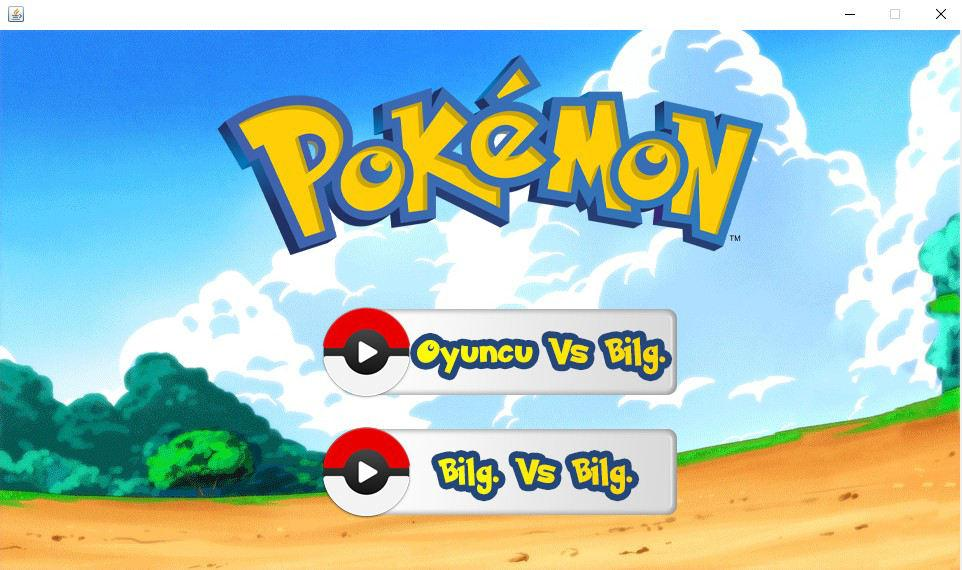 POKéMON
TM
Oyuncu Vs Bilg.
Bilg. Vs Bilg.